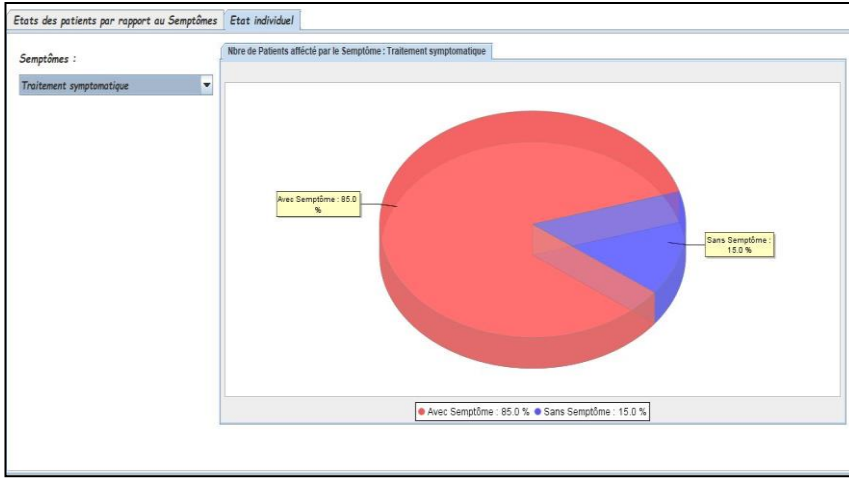 Etats des patients par rapport au Semptômes
Etat individuel
Semptômes :
Traitement symptomatique
Nbre de Patients affécté par le Semptôme : Traitement symptomatique
Avec Semptôme : 85.0
%
Sans Semptôme :
15.0 %
Avec Semptôme : 85.0 % Sans Semptôme : 15.0 %